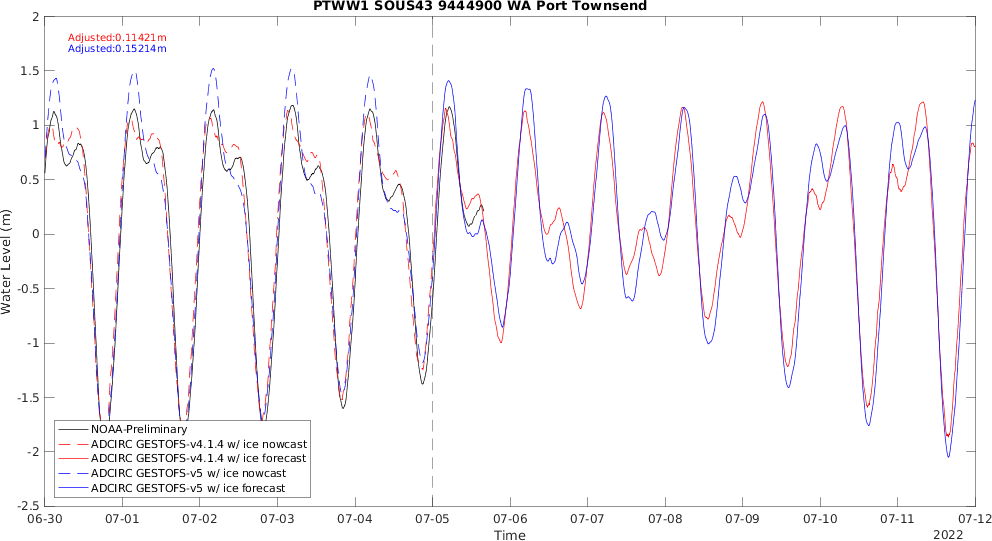 PTWW1 SOUS43 9444900 WA Port Townsend
Adjusted:0.11421m
Adjusted:0.15214m
Water Level (m)
2
1.5
1
0.5
0
-0.5
-1
-1.5
-2
-2.5
NOAA-Preliminary
ADCIRC GESTOFS-v4.1.4 w/ ice nowcast
ADCIRC GESTOFS-v4.1.4 w/ ice forecast
ADCIRC GESTOFS-v5 w/ ice nowcast
ADCIRC GESTOFS-v5 w/ ice forecast
06-30 07-01 07-02 07-03 07-04 07-05 07-06 07-07 07-08 07-09 07-10 07-11 07-12
Time
2022